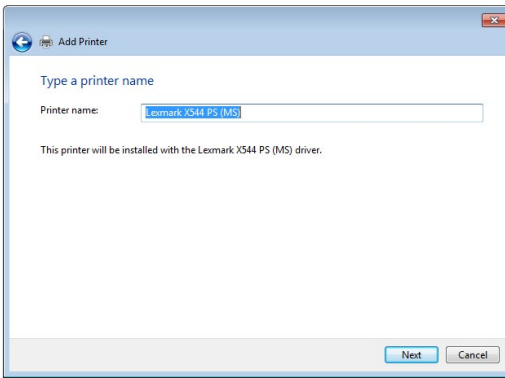 Add Printer
Type a printer name
Printer name: Lexmark X544 PS (MS)
This printer will be installed with the Lexmark X544 PS (MS) driver.
Next Cancel